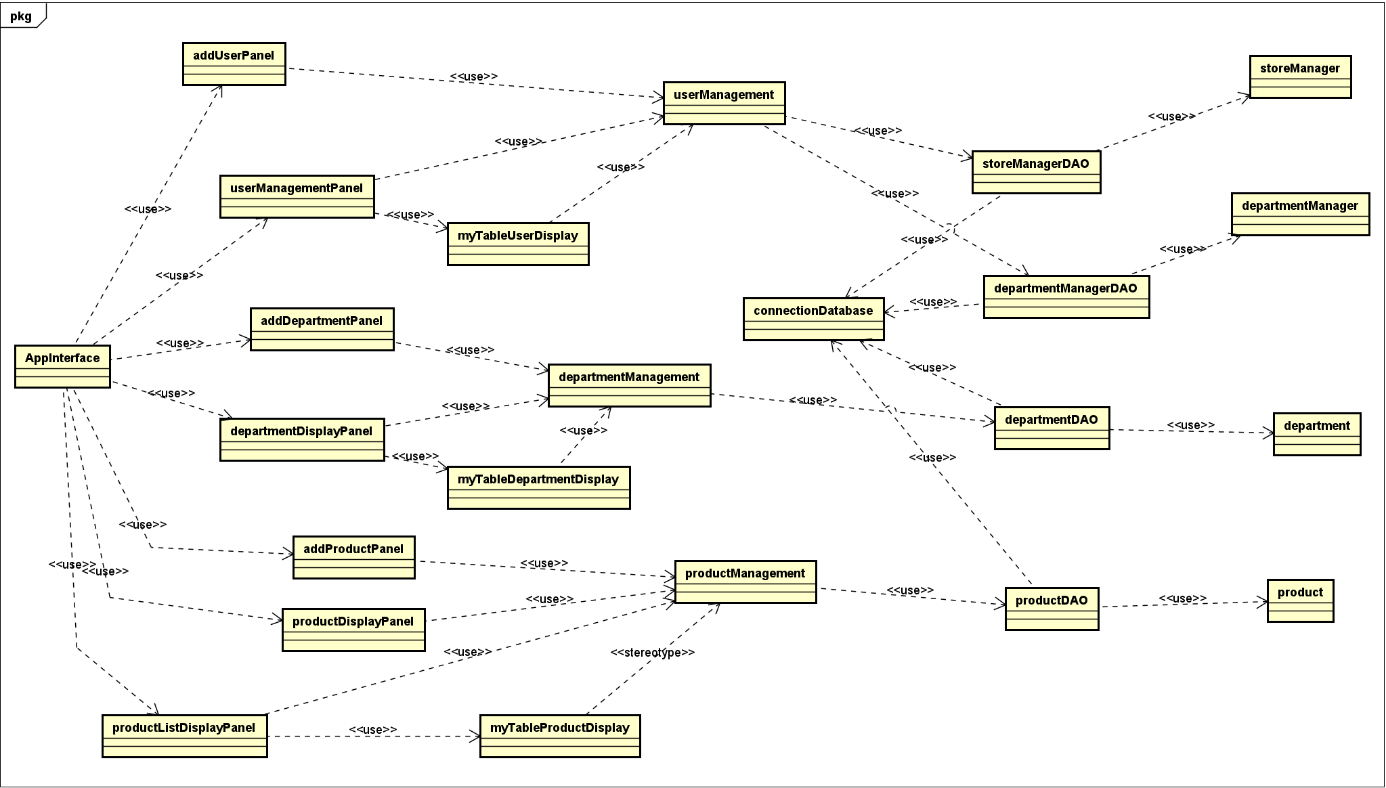 pkg
addUserPanel
storeManager
<<use>>
userManagement
<<use>>
<<use>>
<<use>>
storeManagerDAO
<<use>>
userManagementPanel
<<use>>
departmentManager
<<use>>
<<use>>
myTableUserDisplay
<<use>>
<<use>>
<<use>>
departmentManagerDAO
<<use>>
connectionDatabase
addDepartmentPanel
<<use>>
<<use>>
AppInterface
<<use>>
departmentManagement
<<use>>
<<use>>
<<use>>
departmentDAO
department
<<use>>
departmentDisplayPanel
<<use>>
<<use>>
<<use>>
myTableDepartmentDisplay
<<use>>
addProductPanel
<<use>>
<<use>>
<<use>>
productManagement
<<use>>
productDAO
<<use>>
product
<<use>>
productDisplayPanel
<<use>>
<<stereotype>>
productListDisplayPanel
<<use>>
myTableProductDisplay